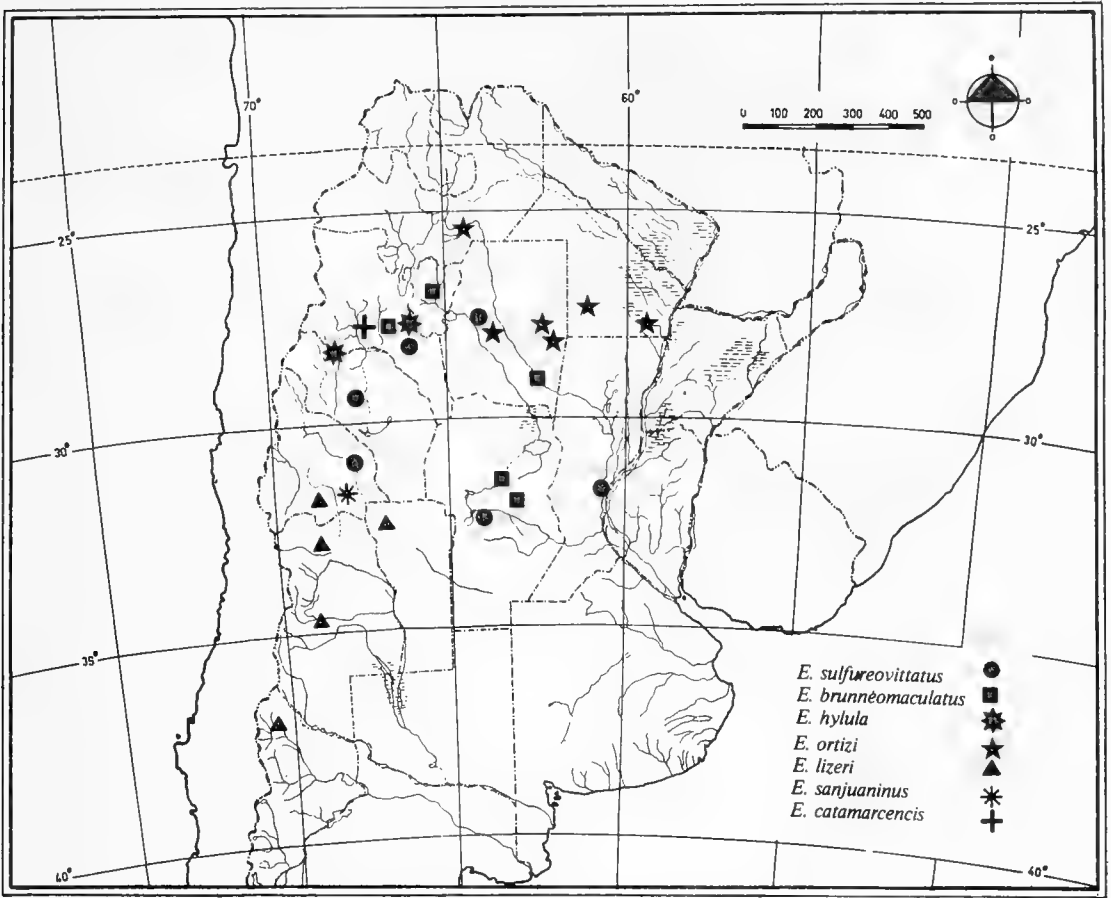 70°
60°
0 100 200 300 400 500
25°
25°
30°
30°
35°
E. sulfureovittatus
E. brunneomaculatus
E. hylula
E. ortizi
E. lizeri
E. sanjuaninus
E. catamarcencis
40°
40°